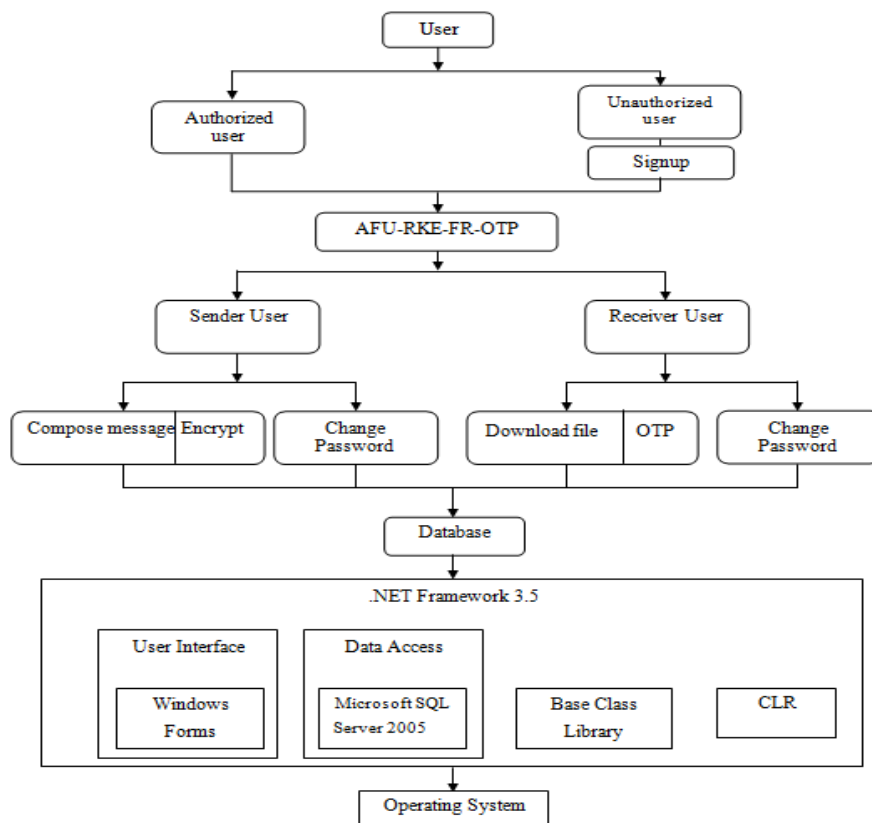 User
Authorized
user
Unauthorized
user
Signup
AFU-RKE-FR-OTP
Sender User
Receiver User
Compose message
Encrypt
Change
Password
Download file
OTP
Change
Password
Database
.NET Framework 3.5
User Interface
Windows
Forms
Data Access
Microsoft SQL
Server 2005
Base Class
Library
CLR
Operating System